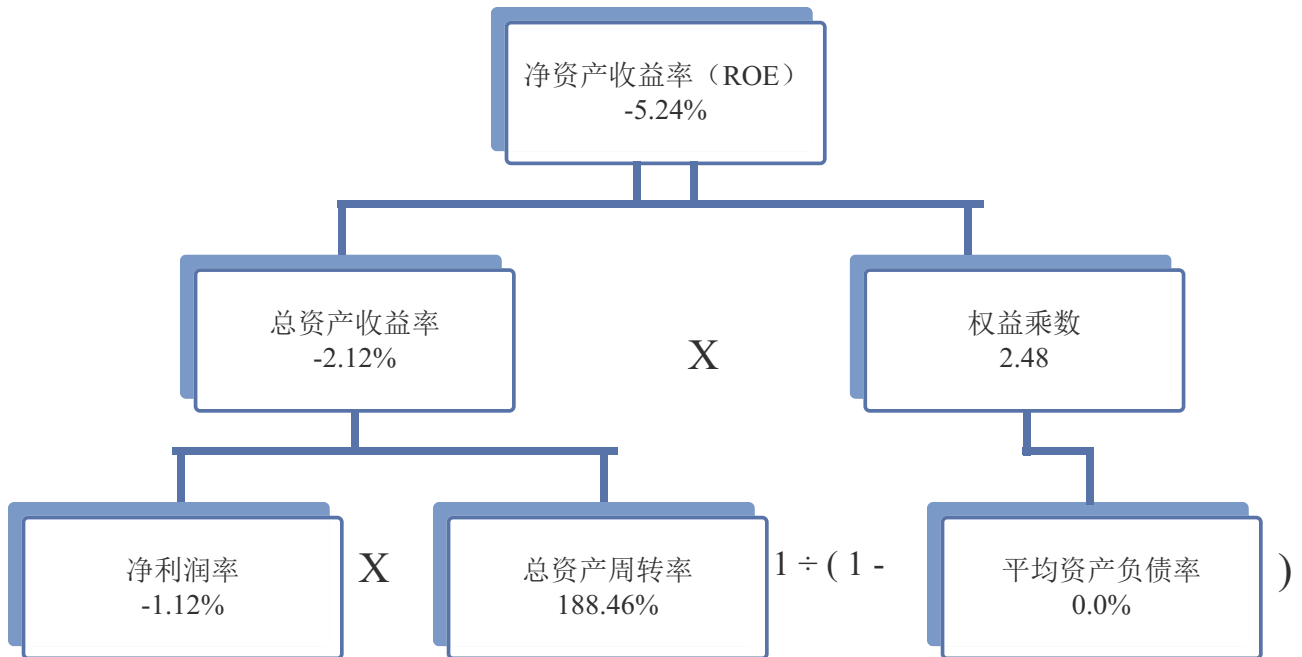 净资产收益率（ROE）
-5.24%
总资产收益率
-2.12%
X
权益乘数
2.48
净利润率
-1.12%
X
总资产周转率
188.46%
1 ÷ ( 1 -
平均资产负债率
0.0%
)